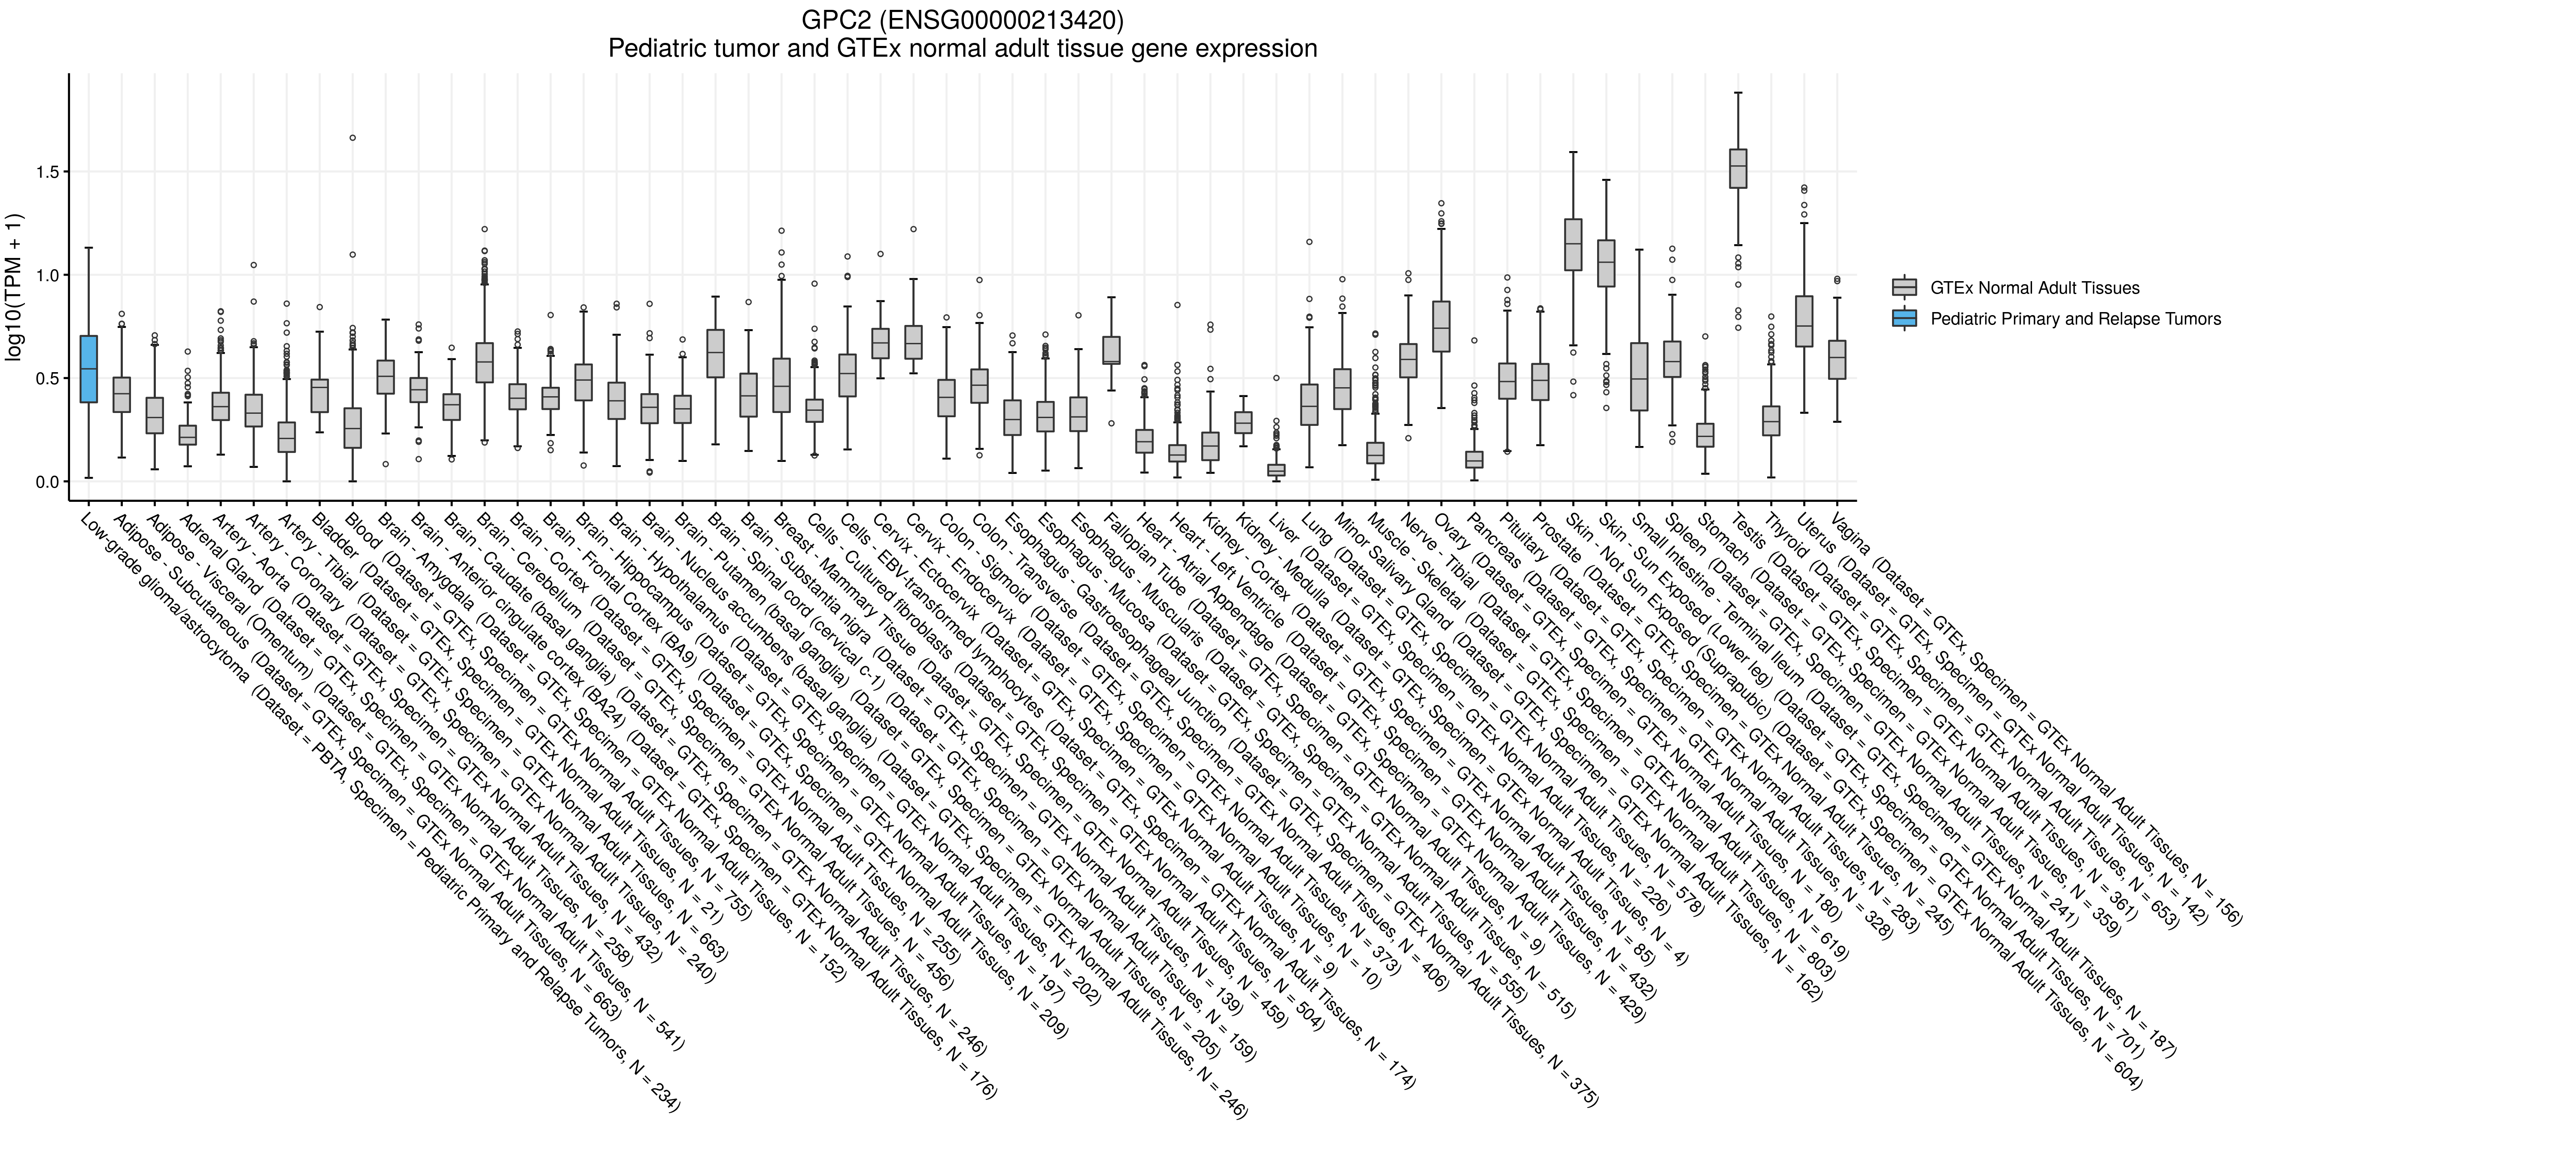 GPC2 (ENSG00000213420)
Pediatric tumor and GTEx normal adult tissue gene expression
log10(TPM + 1)
1.5
1.0
0.5
0.0
GTEx Normal Adult Tissues
Pediatric Primary and Relapse Tumors
Low-grade glioma/astrocytoma (Dataset = PBTA, Specimen = Pediatric Primary and Relapse Tumors, N = 234)
Adipose - Subcutaneous (Dataset = GTEx, Specimen = GTEx Normal Adult Tissues, N = 663)
Adipose - Visceral (Omentum) (Dataset = GTEx, Specimen = GTEx Normal Adult Tissues, N = 541)
Adrenal Gland (Dataset = GTEx, Specimen = GTEx Normal Adult Tissues, N = 258)
Artery - Aorta (Dataset = GTEx, Specimen = GTEx Normal Adult Tissues, N = 432)
Artery - Coronary (Dataset = GTEx, Specimen = GTEx Normal Adult Tissues, N = 240)
Artery - Tibial (Dataset = GTEx, Specimen = GTEx Normal Adult Tissues, N = 663)
Bladder (Dataset = GTEx, Specimen = GTEx Normal Adult Tissues, N = 21)
Blood (Dataset = GTEx, Specimen = GTEx Normal Adult Tissues, N = 755)
Brain - Amygdala (Dataset = GTEx, Specimen = GTEx Normal Adult Tissues, N = 152)
Brain - Anterior cingulate cortex (BA24) (Dataset = GTEx, Specimen = GTEx Normal Adult Tissues, N = 176)
Brain - Caudate (basal ganglia) (Dataset = GTEx, Specimen = GTEx Normal Adult Tissues, N = 246)
Brain - Cerebellum (Dataset = GTEx, Specimen = GTEx Normal Adult Tissues, N = 456)
Brain - Cortex (Dataset = GTEx, Specimen = GTEx Normal Adult Tissues, N = 255)
Brain - Frontal Cortex (BA9) (Dataset = GTEx, Specimen = GTEx Normal Adult Tissues, N = 209)
Brain - Hippocampus (Dataset = GTEx, Specimen = GTEx Normal Adult Tissues, N = 197)
Brain - Hypothalamus (Dataset = GTEx, Specimen = GTEx Normal Adult Tissues, N = 202)
Brain - Nucleus accumbens (basal ganglia) (Dataset = GTEx, Specimen = GTEx Normal Adult Tissues, N = 246)
Brain - Putamen (basal ganglia) (Dataset = GTEx, Specimen = GTEx Normal Adult Tissues, N = 205)
Brain - Spinal cord (cervical c-1) (Dataset = GTEx, Specimen = GTEx Normal Adult Tissues, N = 159)
Brain - Substantia nigra (Dataset = GTEx, Specimen = GTEx Normal Adult Tissues, N = 139)
Breast - Mammary Tissue (Dataset = GTEx, Specimen = GTEx Normal Adult Tissues, N = 459)
Cells - Cultured fibroblasts (Dataset = GTEx, Specimen = GTEx Normal Adult Tissues, N = 504)
Cells - EBV-transformed lymphocytes (Dataset = GTEx, Specimen = GTEx Normal Adult Tissues, N = 174)
Cervix - Ectocervix (Dataset = GTEx, Specimen = GTEx Normal Adult Tissues, N = 9)
Cervix - Endocervix (Dataset = GTEx, Specimen = GTEx Normal Adult Tissues, N = 10)
Colon - Sigmoid (Dataset = GTEx, Specimen = GTEx Normal Adult Tissues, N = 373)
Colon - Transverse (Dataset = GTEx, Specimen = GTEx Normal Adult Tissues, N = 406)
Esophagus - Gastroesophageal Junction (Dataset = GTEx, Specimen = GTEx Normal Adult Tissues, N = 375)
Esophagus - Mucosa (Dataset = GTEx, Specimen = GTEx Normal Adult Tissues, N = 555)
Esophagus - Muscularis (Dataset = GTEx, Specimen = GTEx Normal Adult Tissues, N = 515)
Fallopian Tube (Dataset = GTEx, Specimen = GTEx Normal Adult Tissues, N = 9)
Heart - Atrial Appendage (Dataset = GTEx, Specimen = GTEx Normal Adult Tissues, N = 429)
Heart - Left Ventricle (Dataset = GTEx, Specimen = GTEx Normal Adult Tissues, N = 432)
Kidney - Cortex (Dataset = GTEx, Specimen = GTEx Normal Adult Tissues, N = 85)
Kidney - Medulla (Dataset = GTEx, Specimen = GTEx Normal Adult Tissues, N = 4)
Liver (Dataset = GTEx, Specimen = GTEx Normal Adult Tissues, N = 226)
Lung (Dataset = GTEx, Specimen = GTEx Normal Adult Tissues, N = 578)
Minor Salivary Gland (Dataset = GTEx, Specimen = GTEx Normal Adult Tissues, N = 162)
Muscle - Skeletal (Dataset = GTEx, Specimen = GTEx Normal Adult Tissues, N = 803)
Nerve - Tibial (Dataset = GTEx, Specimen = GTEx Normal Adult Tissues, N = 619)
Ovary (Dataset = GTEx, Specimen = GTEx Normal Adult Tissues, N = 180)
Pancreas (Dataset = GTEx, Specimen = GTEx Normal Adult Tissues, N = 328)
Pituitary (Dataset = GTEx, Specimen = GTEx Normal Adult Tissues, N = 283)
Prostate (Dataset = GTEx, Specimen = GTEx Normal Adult Tissues, N = 245)
Skin - Not Sun Exposed (Suprapubic) (Dataset = GTEx, Specimen = GTEx Normal Adult Tissues, N = 604)
Skin - Sun Exposed (Lower leg) (Dataset = GTEx, Specimen = GTEx Normal Adult Tissues, N = 701)
Small Intestine - Terminal Ileum (Dataset = GTEx, Specimen = GTEx Normal Adult Tissues, N = 187)
Spleen (Dataset = GTEx, Specimen = GTEx Normal Adult Tissues, N = 241)
Stomach (Dataset = GTEx, Specimen = GTEx Normal Adult Tissues, N = 359)
Testis (Dataset = GTEx, Specimen = GTEx Normal Adult Tissues, N = 361)
Thyroid (Dataset = GTEx, Specimen = GTEx Normal Adult Tissues, N = 653)
Uterus (Dataset = GTEx, Specimen = GTEx Normal Adult Tissues, N = 142)
Vagina (Dataset = GTEx, Specimen = GTEx Normal Adult Tissues, N = 156)